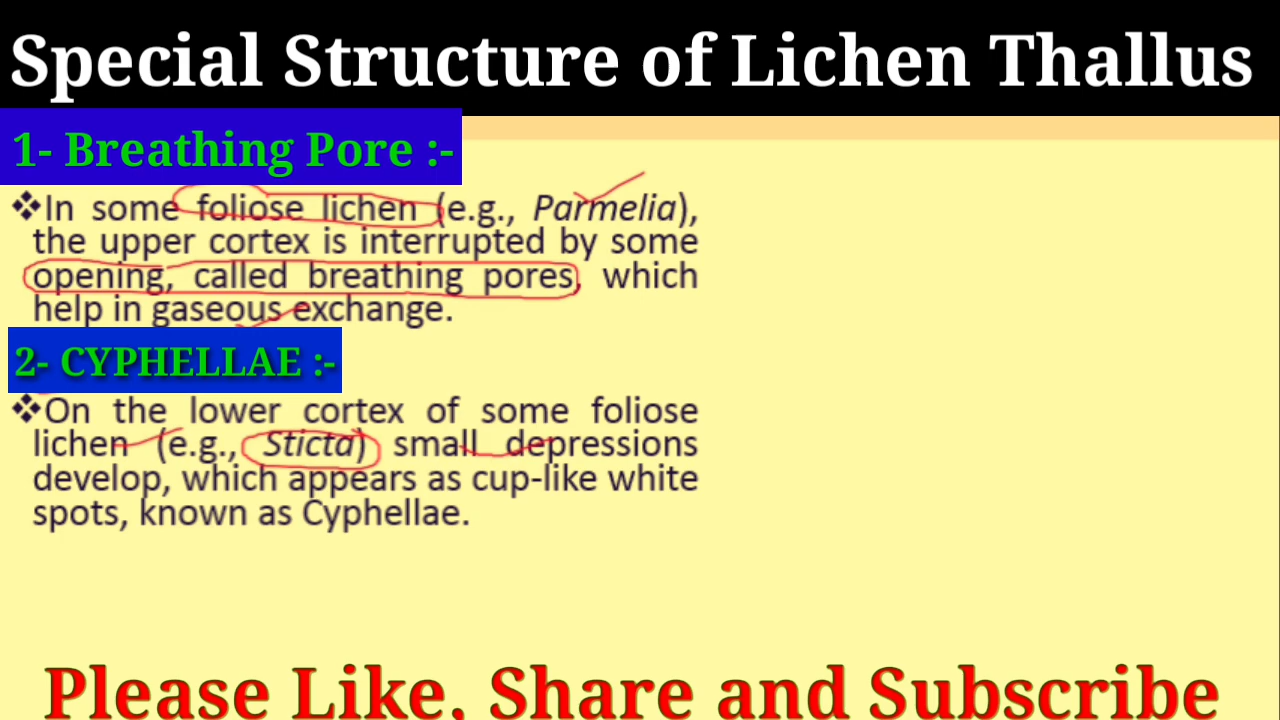 Special Structure of Lichen Thallus
1- Breathing Pore :-
❖In some foliose lichen (e.g., Parmelia),
the upper cortex is interrupted by some
opening, called breathing pores, which
help in gaseous exchange.
2- CYPHELLAE :-
❖On the lower cortex of some foliose
lichen (e.g., Sticta) small depressions
develop, which appears as cup-like white
spots, known as Cyphellae.
Please Like, Share and Subscribe